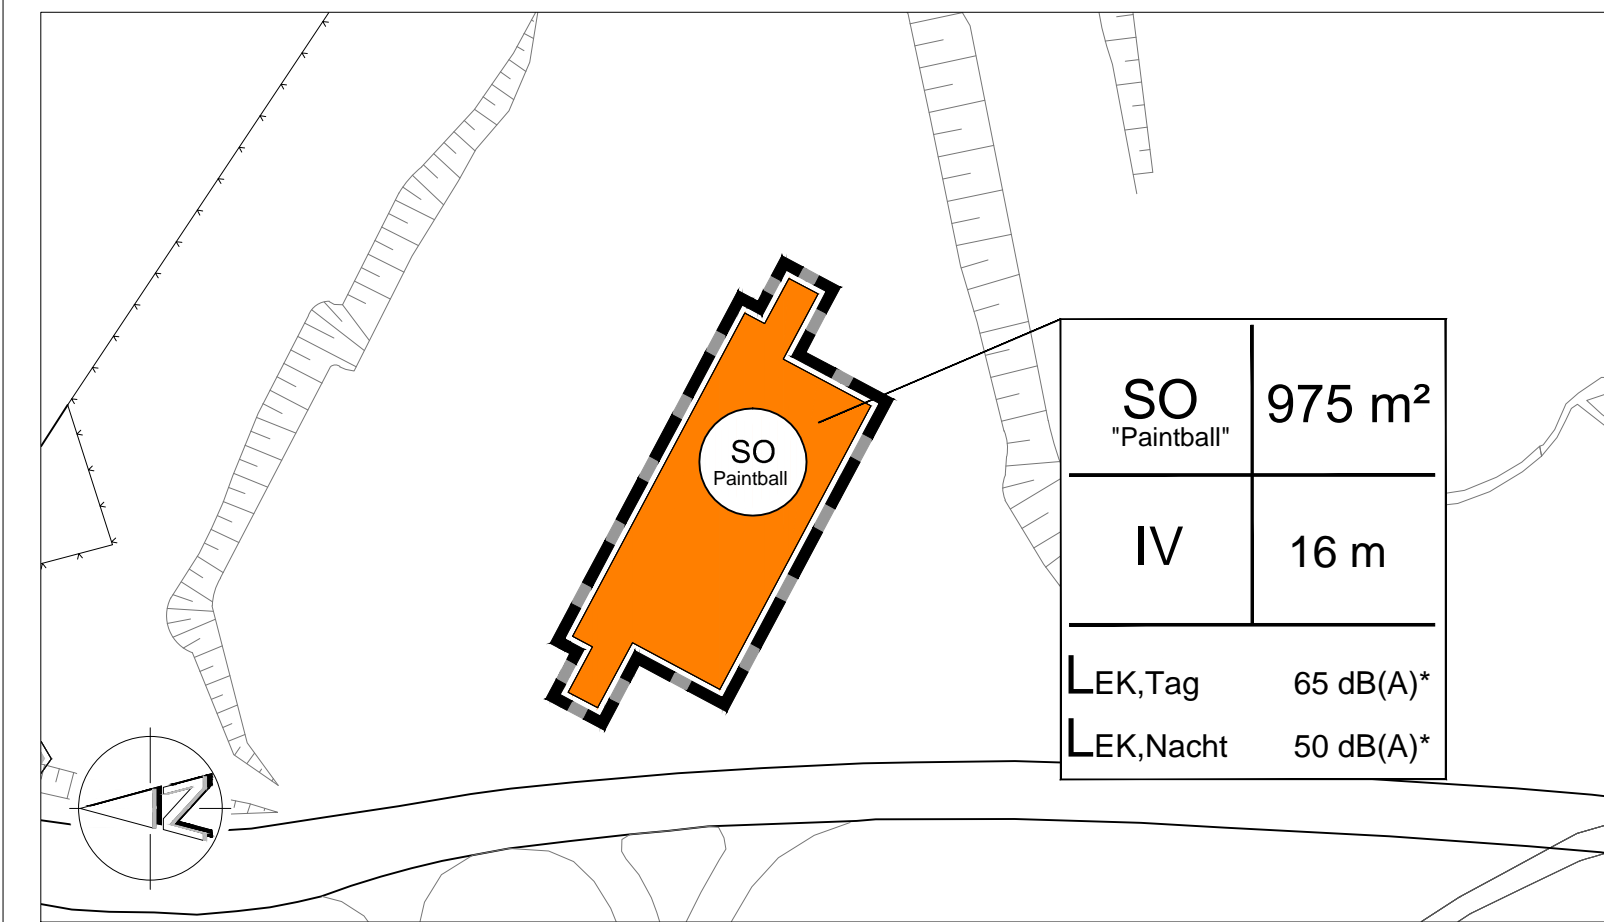 SO
Paintball
SO
"Paintball"
975 m²
IV
16 m
LEK,Tag 65 dB(A)*
LEK,Nacht 50 dB(A)*
N